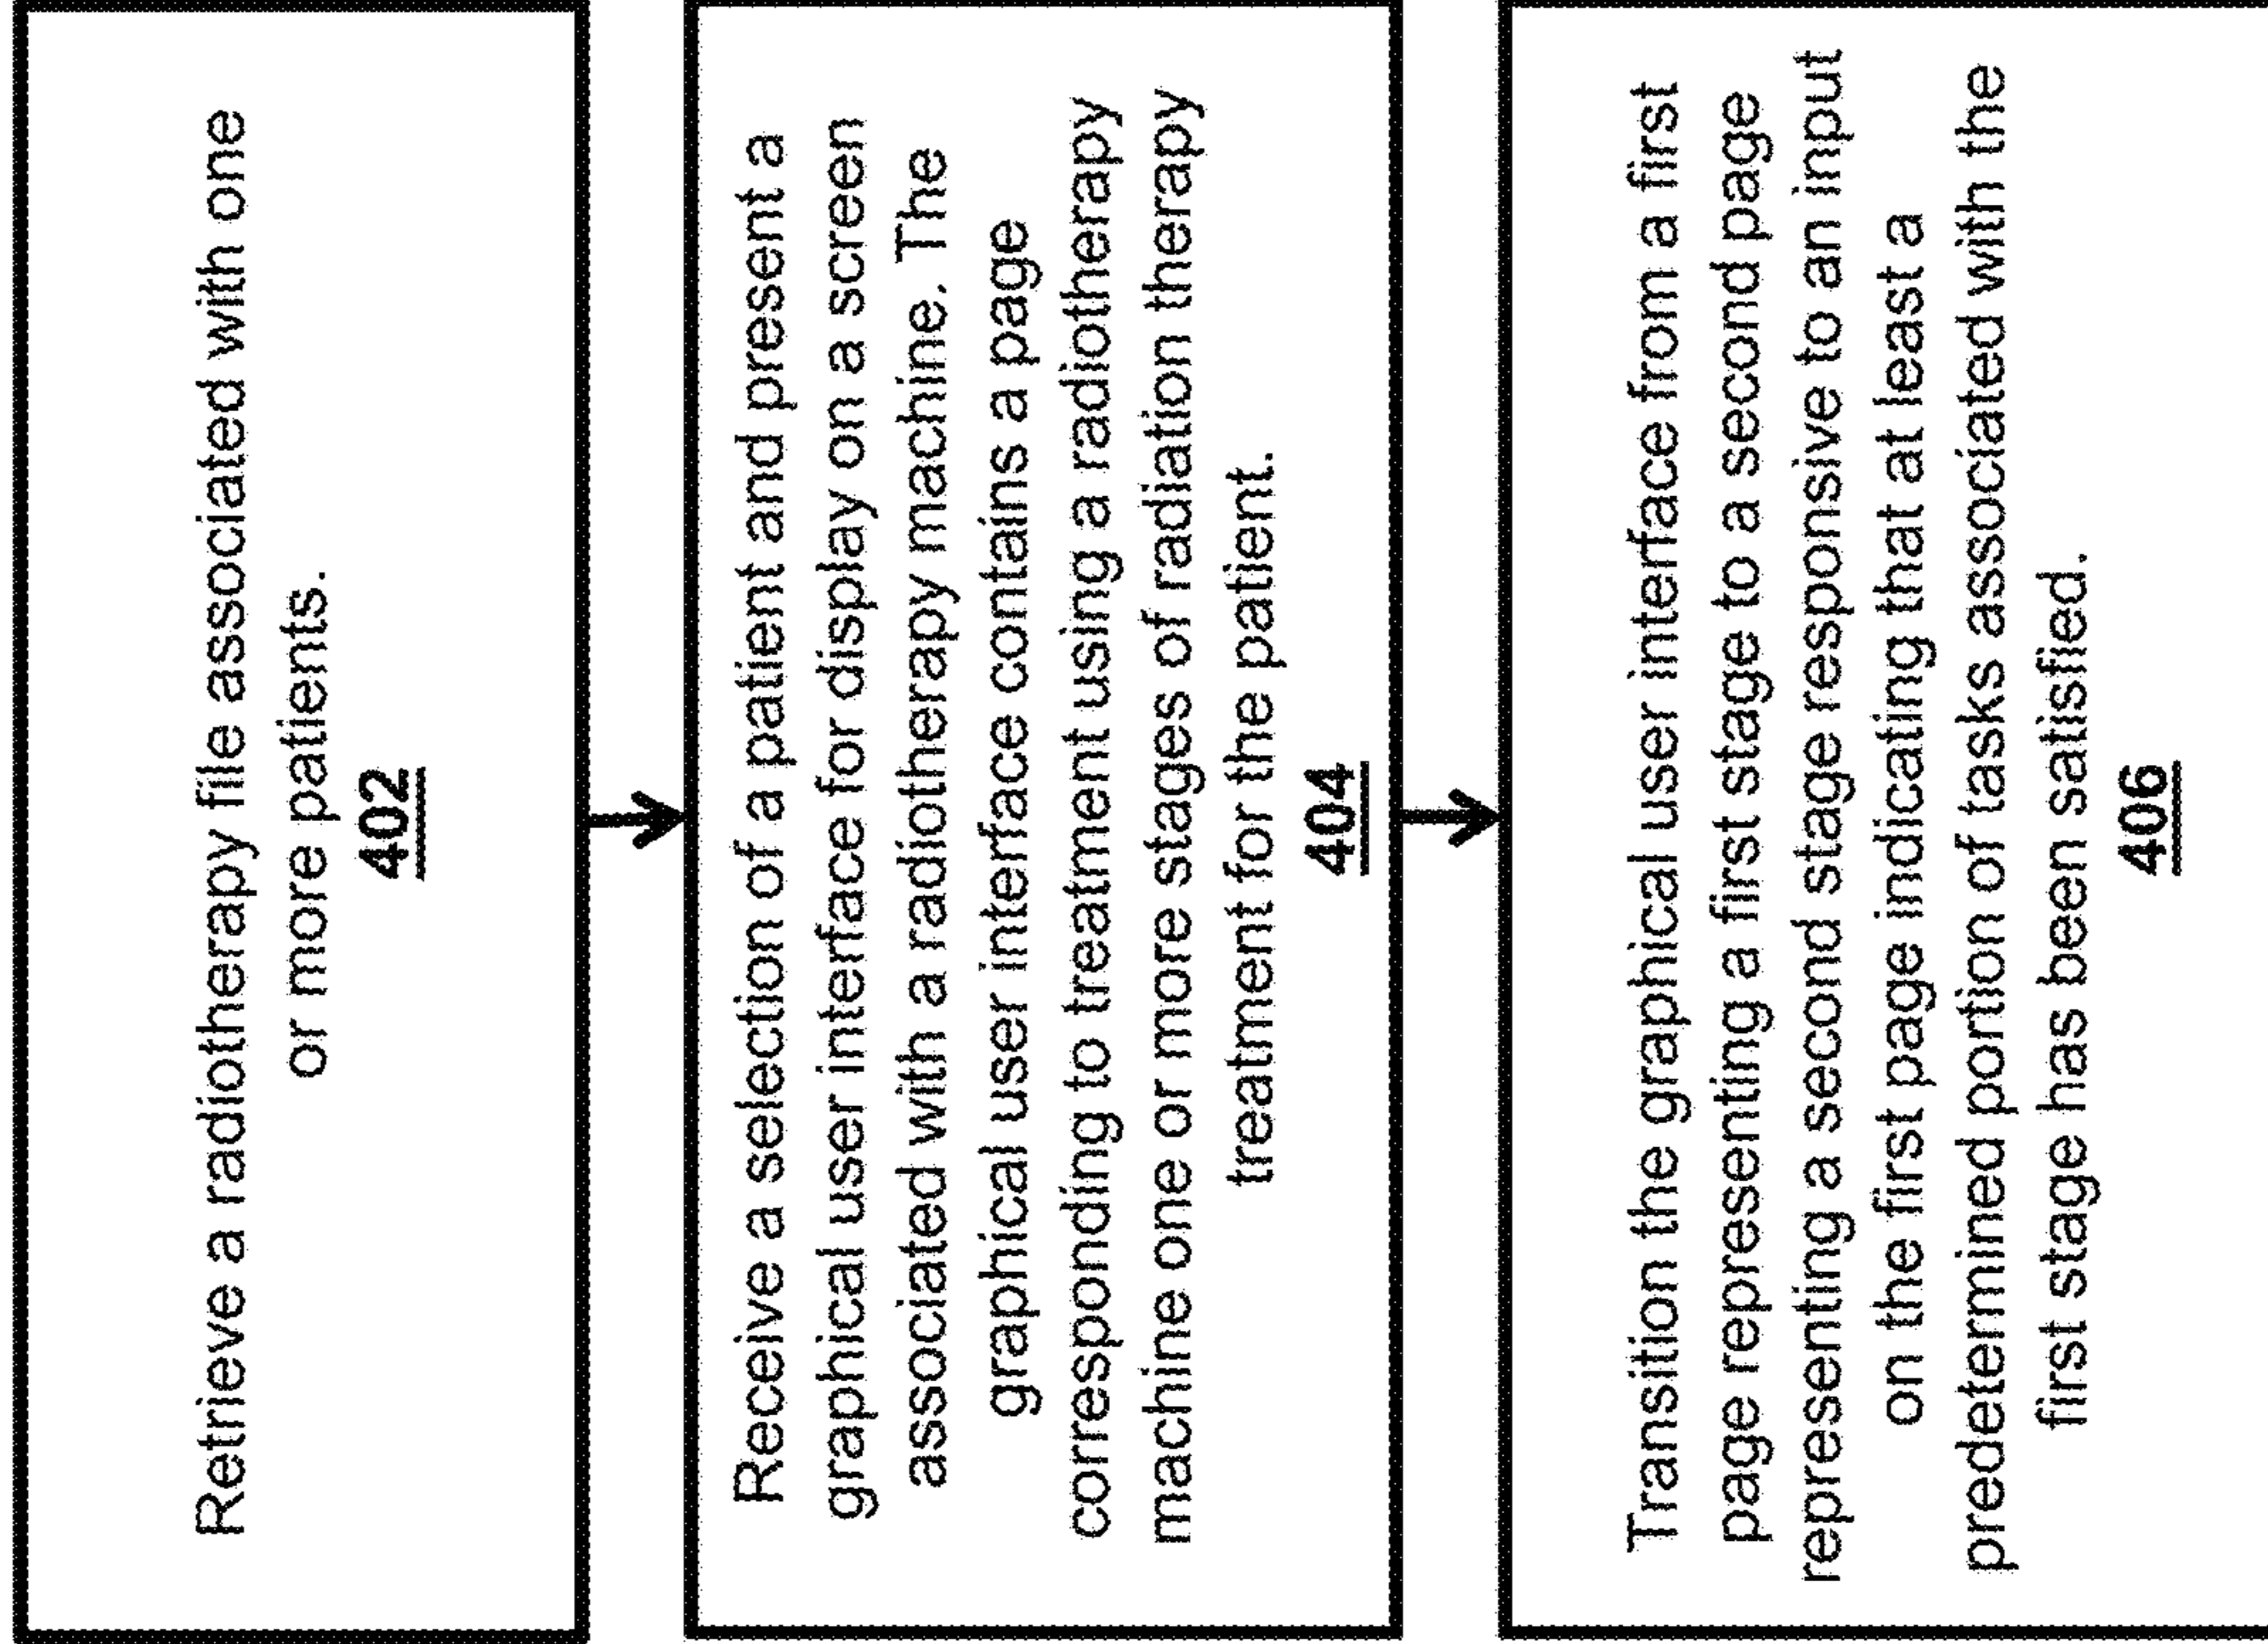 Retrieve a radiotherapy file associated with one
or more patients.
402
Receive a selection of a patient and present a
graphical user interface for display on a screen
associated with a radiotherapy machine. The
graphical user interface contains a page
corresponding to treatment using a radiotherapy
machine one or more stages of radiation therapy
treatment for the patient.
404
Transition the graphical user interface from a first
page representing a first stage to a second page
representing a second stage responsive to an input
on the first page indicating that at least a
predetermined portion of tasks associated with the
first stage has been satisfied.
406